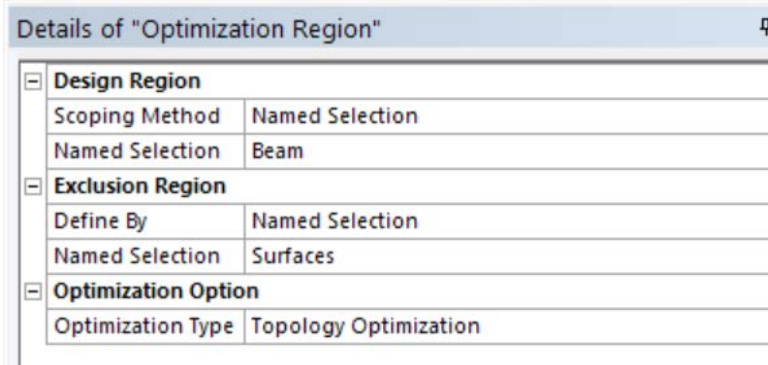 Details of "Optimization Region"
Design Region
Scoping Method Named Selection
Named Selection Beam
Exclusion Region
Define By Named Selection
Named Selection Surfaces
Optimization Option
Optimization Type Topology Optimization